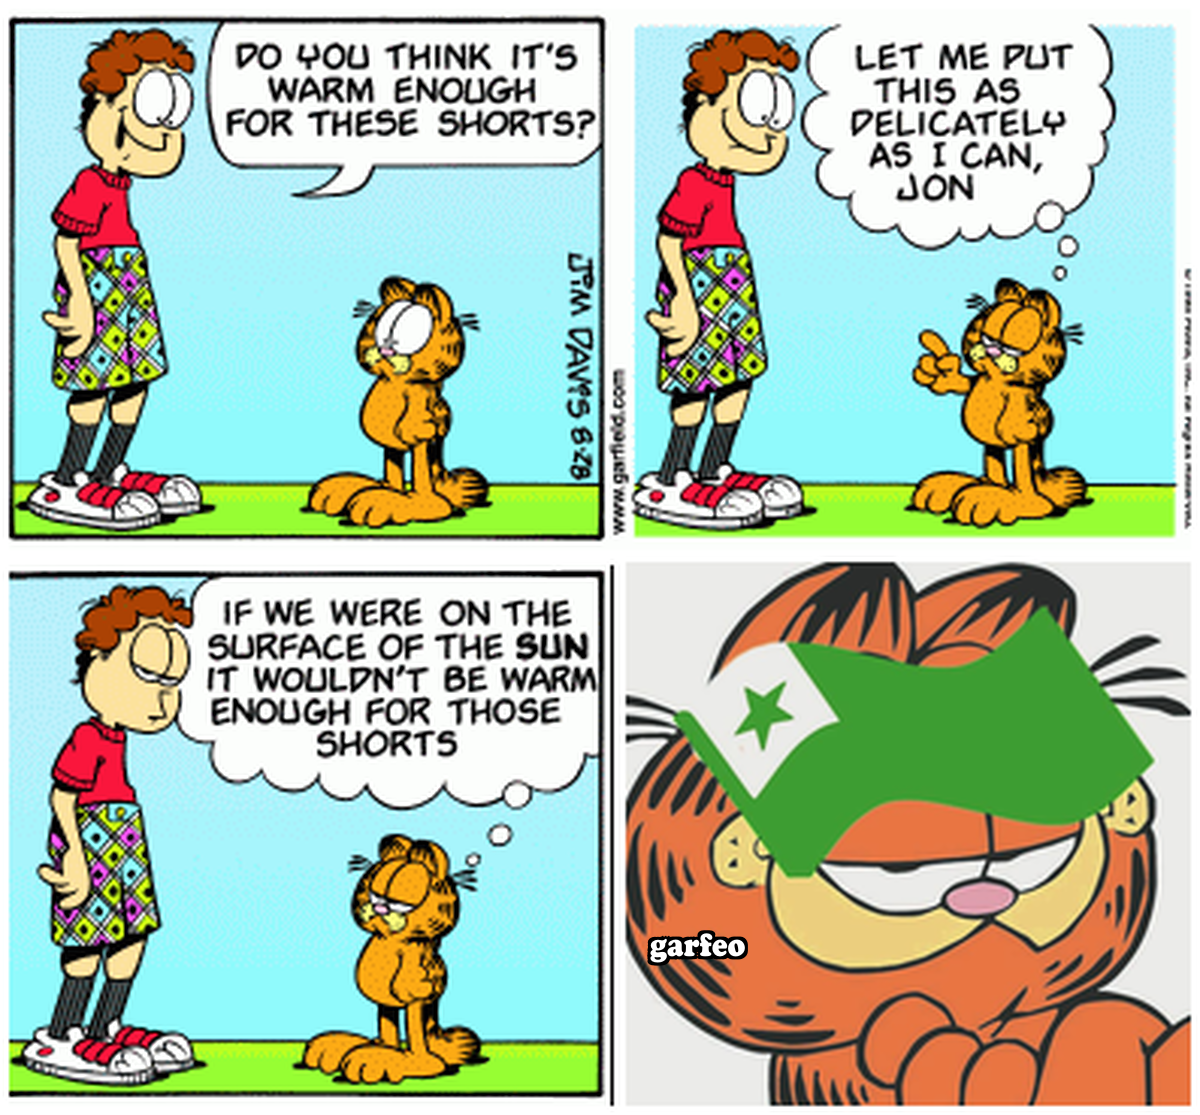 DO YOU THINK IT'S
WARM ENOUGH
FOR THESE SHORTS?
JIM DAVIS 8-28
LET ME PUT
THIS AS
DELICATELY
AS I CAN,
JON
www.garfield.com
IF WE WERE ON THE
SURFACE OF THE SUN
IT WOULDN'T BE WARM
ENOUGH FOR THOSE
SHORTS
garfeo